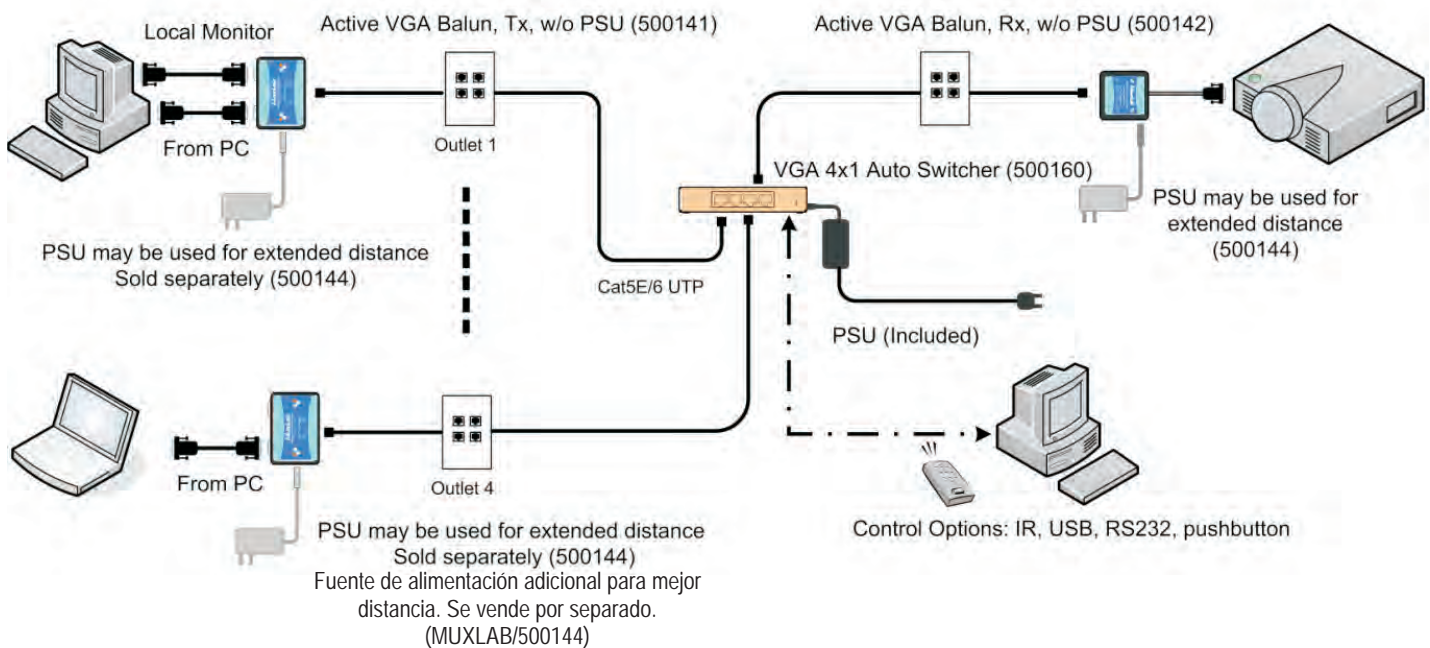 Local Monitor
Active VGA Balun, Tx, w/o PSU (500141)
Active VGA Balun, Rx, w/o PSU (500142)
From PC
Outlet 1
VGA 4x1 Auto Switcher (500160)
PSU may be used for extended distance
Sold separately (500144)
PSU may be used for
extended distance
(500144)
Cat5E/6 UTP
PSU (Included)
From PC
Outlet 4
PSU may be used for extended distance
Sold separately (500144)
Fuente de alimentación adicional para mejor
distancia. Se vende por separado.
(MUXLAB/500144)
Control Options: IR, USB, RS232, pushbutton